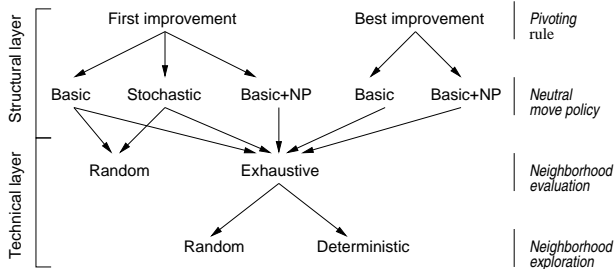 First improvement
Best improvement
Pivoting
rule
Structural layer
Basic
Stochastic
Basic+NP
Basic
Basic+NP
Neutral
move policy
Technical layer
Random
Exhaustive
Neighborhood
evaluation
Random
Deterministic
Neighborhood
exploration